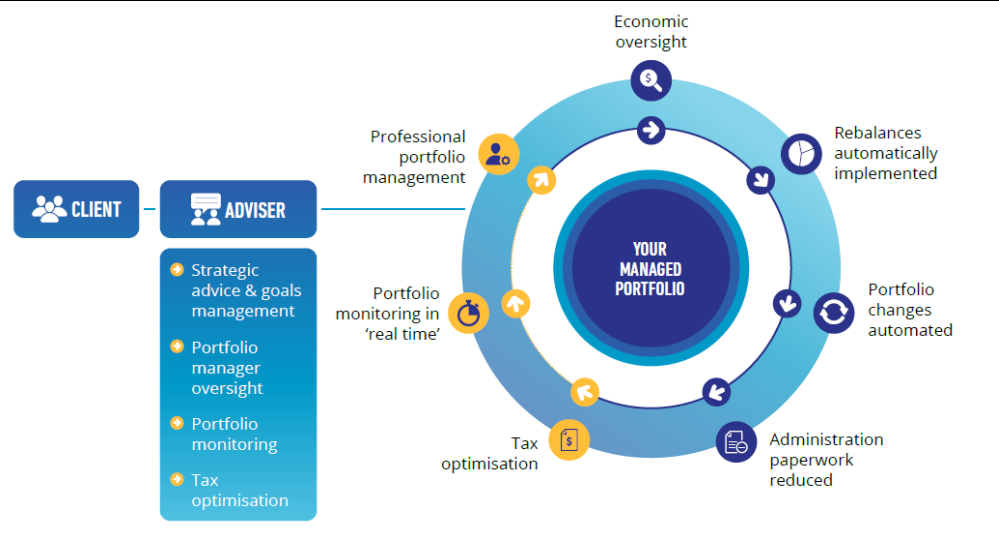 CLIENT
ADVISER
Strategic
advice & goals
management
Portfolio
manager
oversight
Portfolio
monitoring
Tax
optimisation
Economic
oversight
Rebalances
automatically
implemented
Portfolio
changes
automated
Administration
paperwork
reduced
Tax
optimisation
Portfolio
monitoring in
‘real time’
Professional
portfolio
management
YOUR
MANAGED
PORTFOLIO
$
$